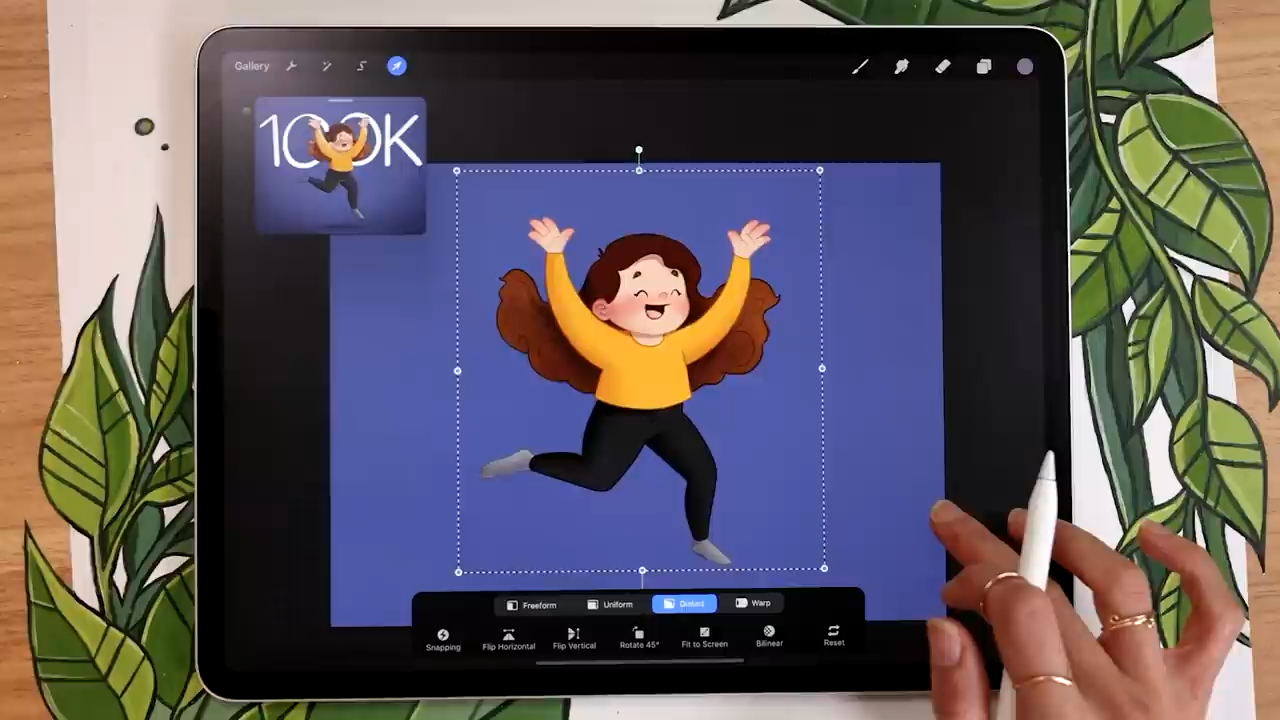 Gallery
100K
Freeform
Uniform
Distort
Warp
Snapping
Flip Horizontal
Flip Vertical
Rotate 45°
Fit to Screen
Bilinear
Reset